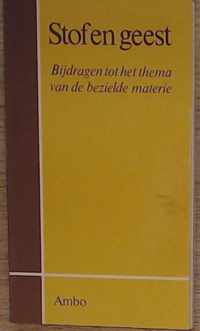 Stof en geest
Bijdragen tot het thema
van de bezielde materie
Ambo